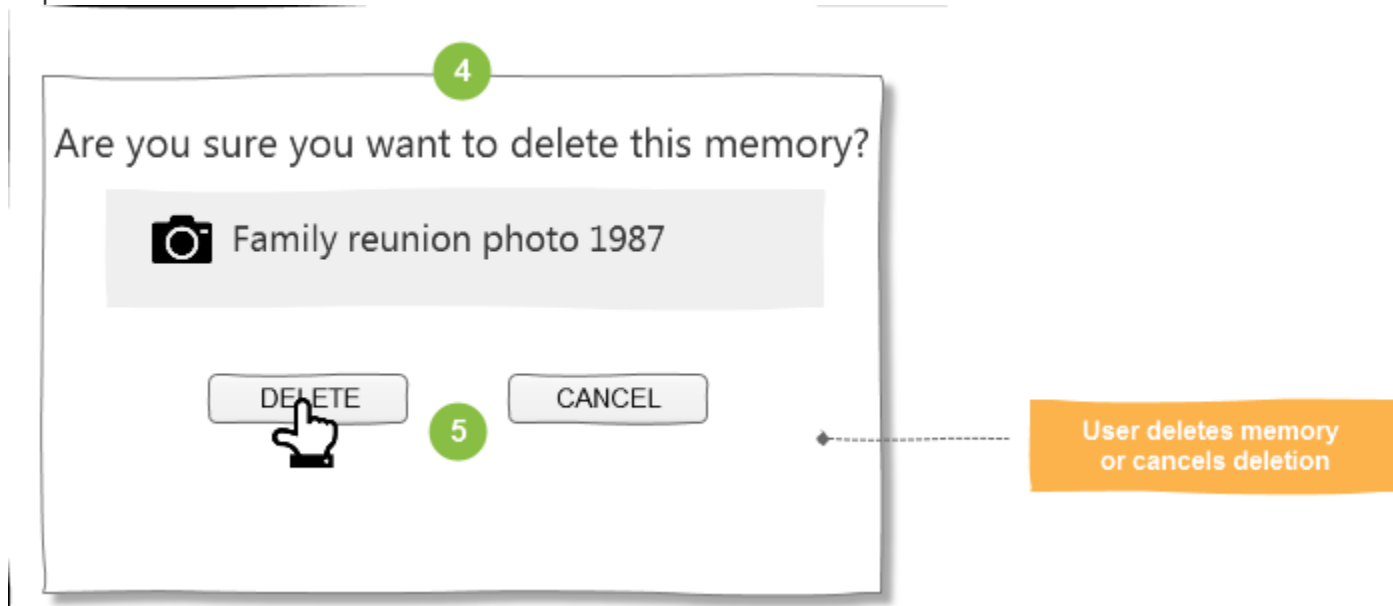 4
Are you sure you want to delete this memory?
Family reunion photo 1987
DELETE
CANCEL
5
User deletes memory
or cancels deletion